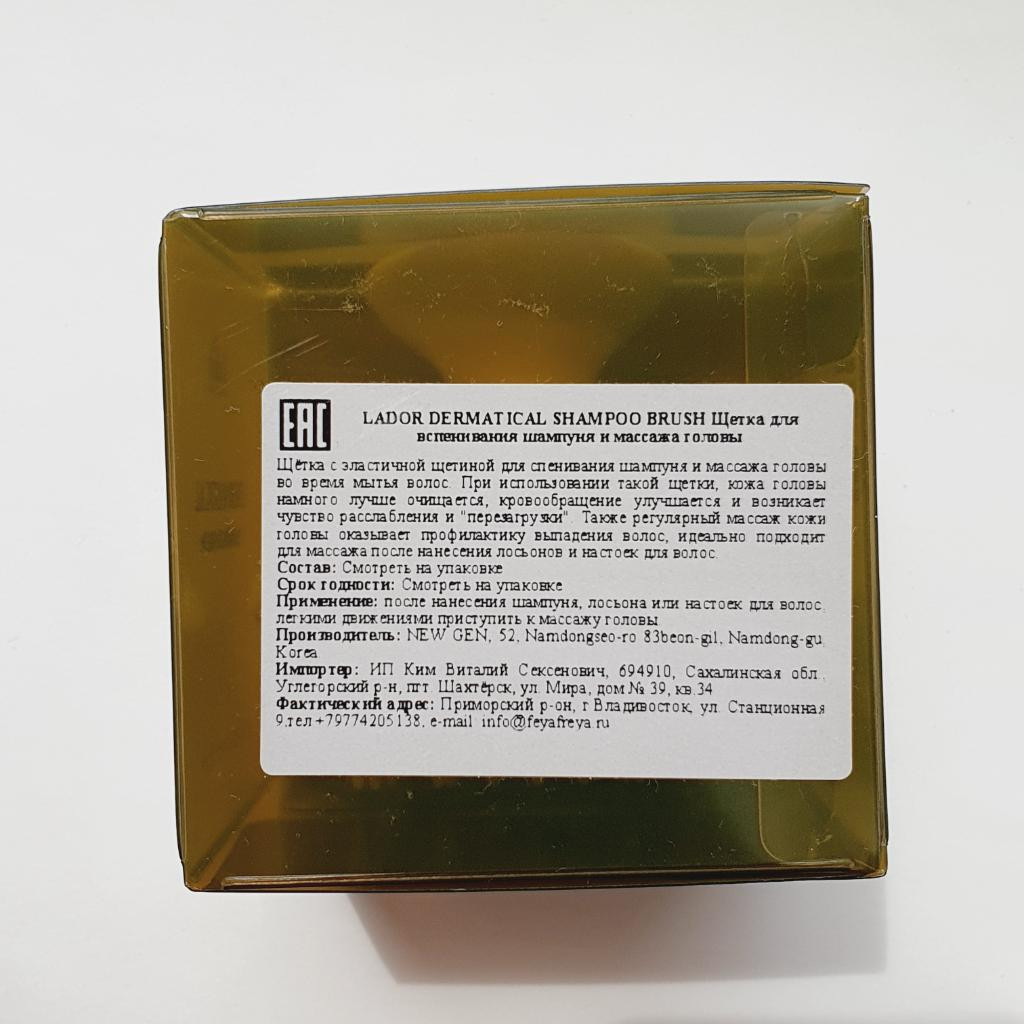 EAC
LADOR DERMATICAL SHAMPOO BRUSH Щетка для
вспенивания шампуня и массажа головы
Щётка с эластичной щетиной для спенивания шампуня и массажа головы
во время мытья волос. При использовании такой щетки, кожа головы
намного лучше очищается, кровообращение улучшается и возникает
чувство расслабления и "перезагрузки". Также регулярный массаж кожи
головы оказывает профилактику выпадения волос, идеально подходит
для массажа после нанесения лосьонов и настоек для волос.
Состав: Смотреть на упаковке
Срок годности: Смотреть на упаковке
Применение: после нанесения шампуня, лосьона или настоек для волос,
легкими движениями приступить к массажу головы
Производитель: NEW GEN, 52, Namdongseo-ro 83beon-gil, Namdong-gu,
Korea
Импортер: ИП Ким Виталий Сексенович, 694910, Сахалинская обл.,
Углегорский р-н, пгт. Шахтёрск, ул. Мира, дом № 39, кв.34
Фактический адрес: Приморский р-он, г Владивосток, ул. Станционная
9,тел +79774205138, e-mail: info@feyafreya.ru